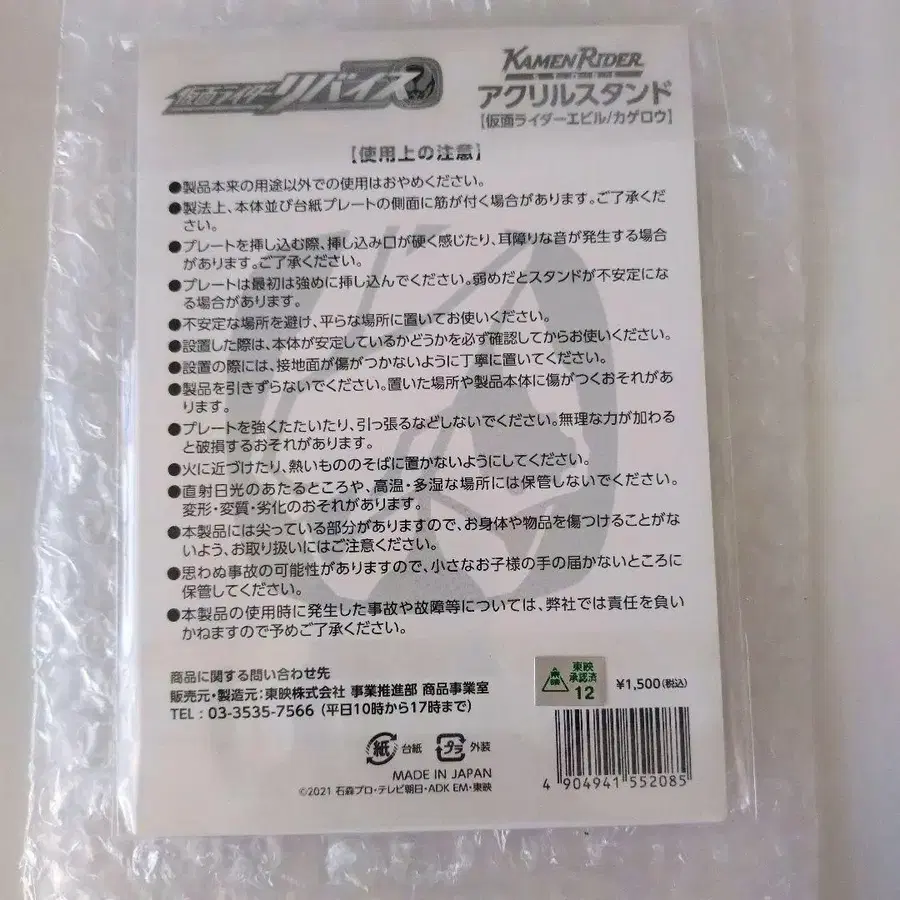 仮面ライダーリバイス
KAMEN RIDER
アクリルスタンド
[仮面ライダーエビル/カゲロウ]
【使用上の注意】
●製品本来の用途以外での使用はおやめください。
●製法上、本体並び台紙プレートの側面に筋が付く場合があります。ご了承くだ
さい。
●プレートを挿し込む際、挿し込み口が硬く感じたり、耳障りな音が発生する場合
があります。ご了承ください。
●プレートは最初は強めに挿し込んでください。弱めだとスタンドが不安定にな
る場合があります。
●不安定な場所を避け、平らな場所に置いてお使いください。
●設置した際は、本体が安定しているかどうかを必ず確認してからお使いください。
●設置の際には、接地面が傷がつかないように丁寧に置いてください。
●製品を引きずらないでください。置いた場所や製品本体に傷がつくおそれがあ
ります。
●プレートを強くたたいたり、引っ張るなどしないでください。無理な力が加わる
と破損するおそれがあります。
●火に近づけたり、熱いもののそばに置かないようにしてください。
●直射日光のあたるところや、高温・多湿な場所には保管しないでください。
変形・変質・劣化のおそれがあります。
●本製品には尖っている部分がありますので、お身体や物品を傷つけることがな
いよう、お取り扱いにはご注意ください。
●思わぬ事故の可能性がありますので、小さなお子様の手の届かないところに
保管してください。
●本製品の使用時に発生した事故や故障等については、弊社では責任を負い
かねますので予めご了承ください。
商品に関する問い合わせ先
販売元・製造元:東映株式会社 事業推進部 商品事業室
TEL : 03-3535-7566 (平日10時から17時まで)
東映
承認済
12
¥1,500(税込)
紙 台紙 プラ 外装
MADE IN JAPAN
©2021 石森プロ・テレビ朝日・ADK EM・東映
4 904941 552085